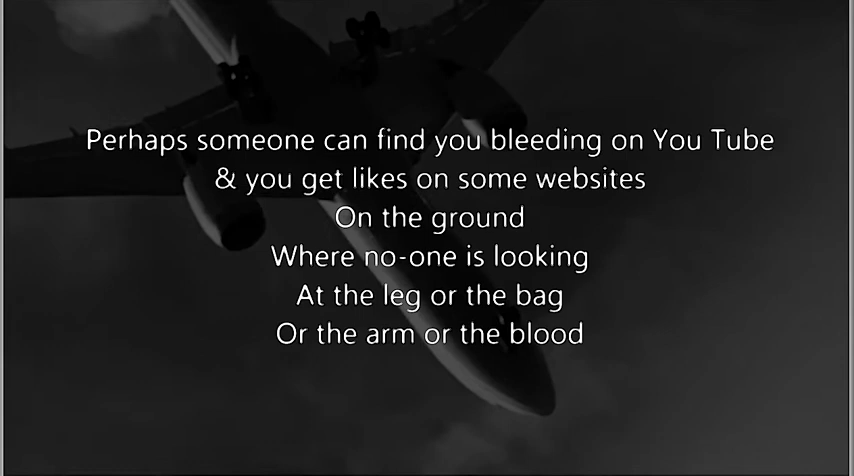 Perhaps someone can find you bleeding on You Tube
& you get likes on some websites
On the ground
Where no-one is looking
At the leg or the bag
Or the arm or the blood